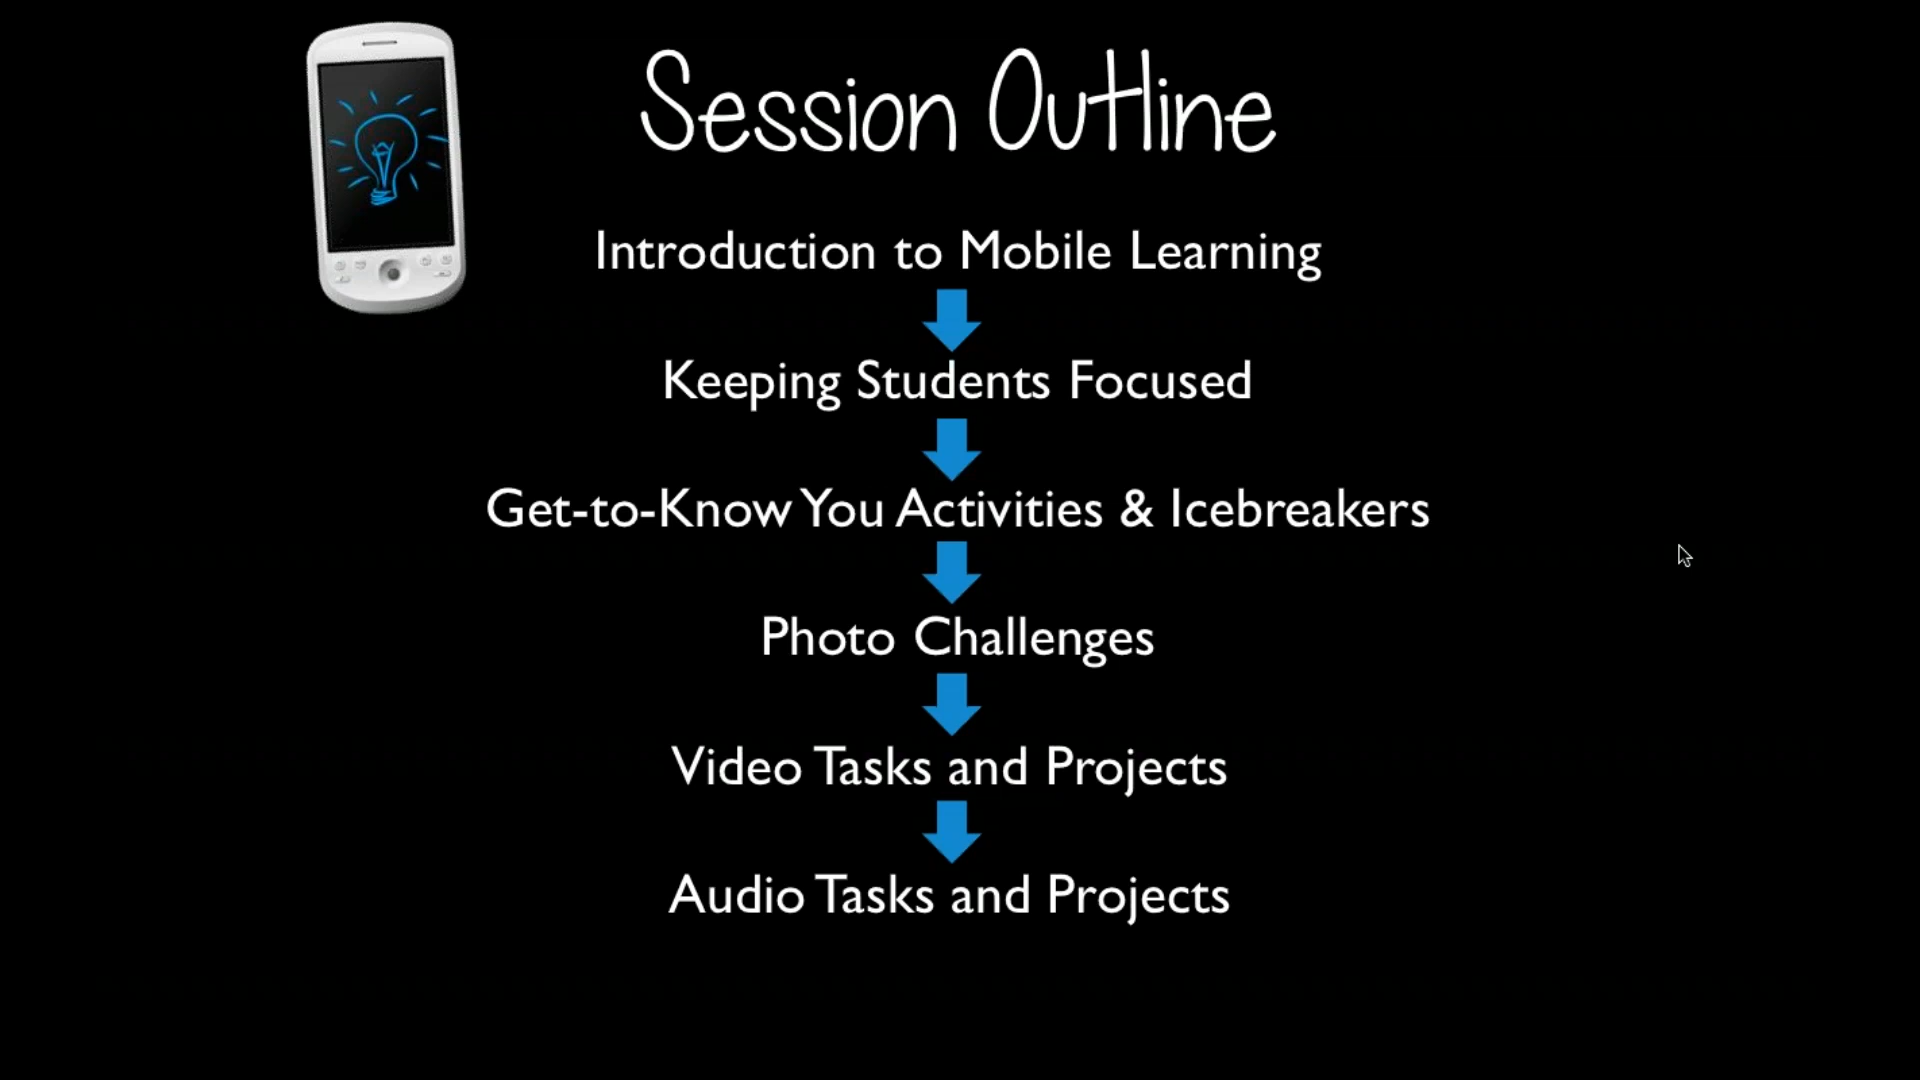 Session Outline
Introduction to Mobile Learning
Keeping Students Focused
Get-to-Know You Activities & Icebreakers
Photo Challenges
Video Tasks and Projects
Audio Tasks and Projects